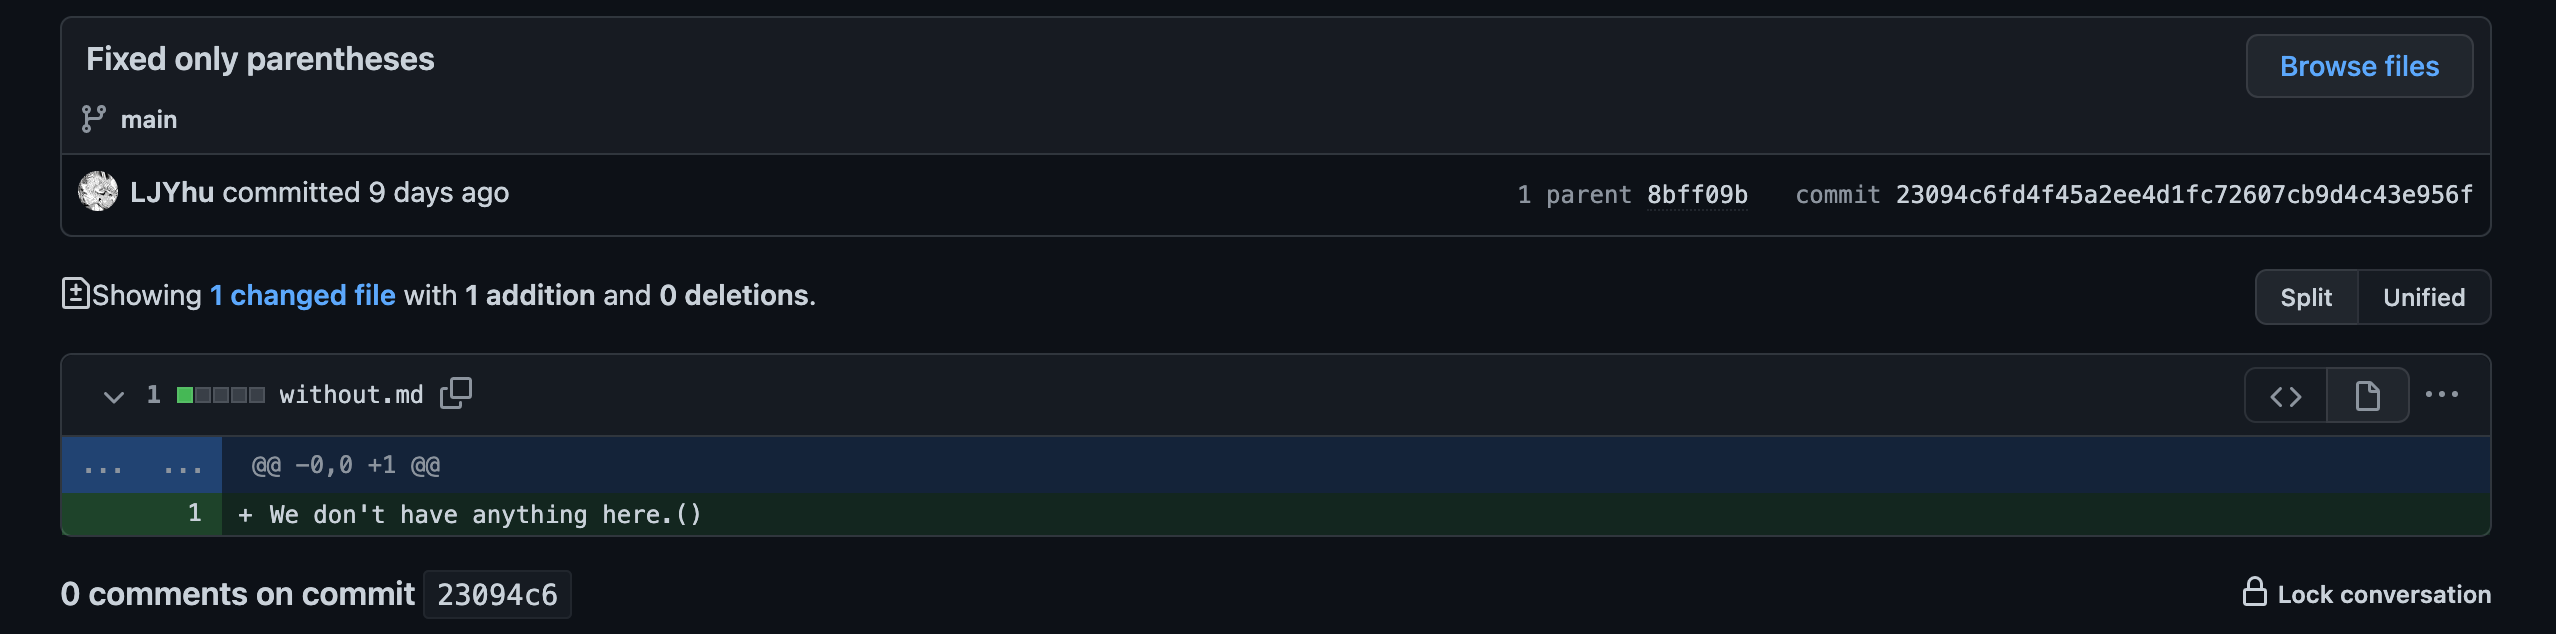 Fixed only parentheses
Browse files
main
LJYhu committed 9 days ago
1 parent 8bff09b commit 23094c6fd4f45a2ee4d1fc72607cb9d4c43e956f
Showing 1 changed file with 1 addition and 0 deletions.
Split Unified
1 without.md
... ... @@ -0,0 +1 @@
1 + We don't have anything here.()
0 comments on commit 23094c6
Lock conversation